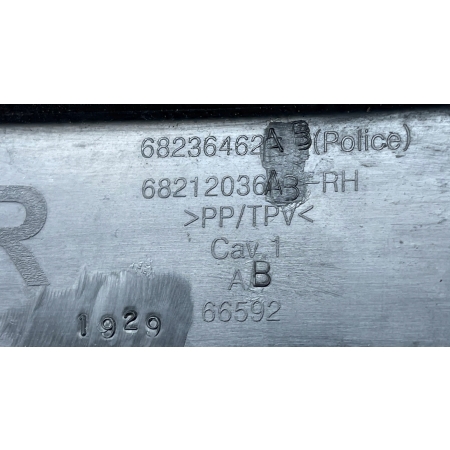 68236462AB(Police)
68212036AB-RH
>PP/TPV<
Cav.1
R
AB
1929
66592